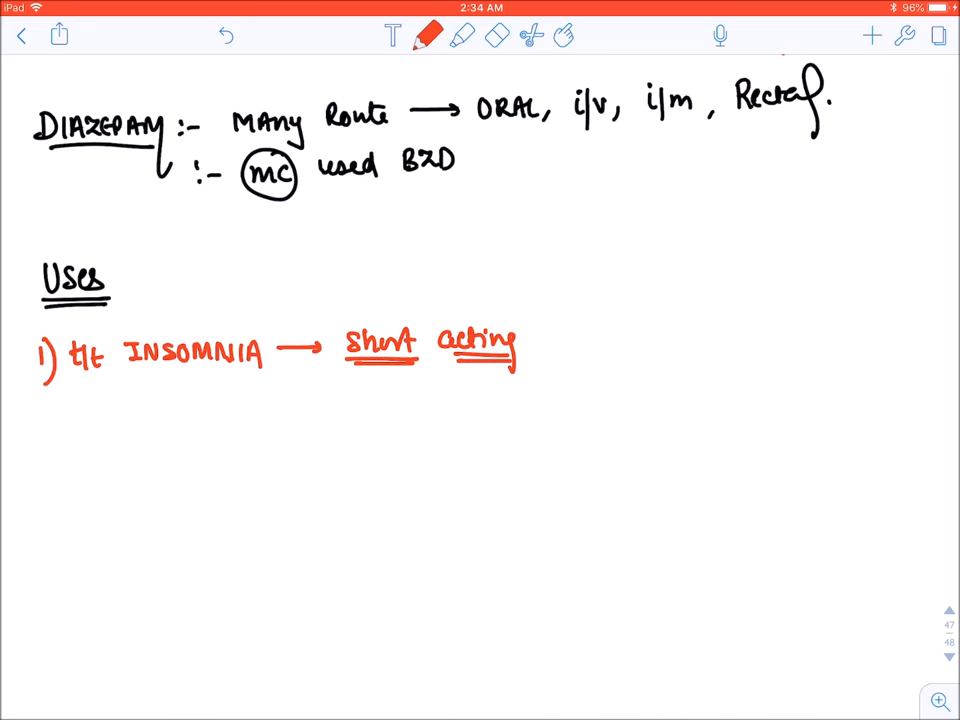 iPad 2:34 AM 96%
DIAZEPAM :- MANy Route → ORAL, i/v, i/m, Rectal.
:- MC used BZD
Uses
1) t/t INSOMNIA → short acting
47
48